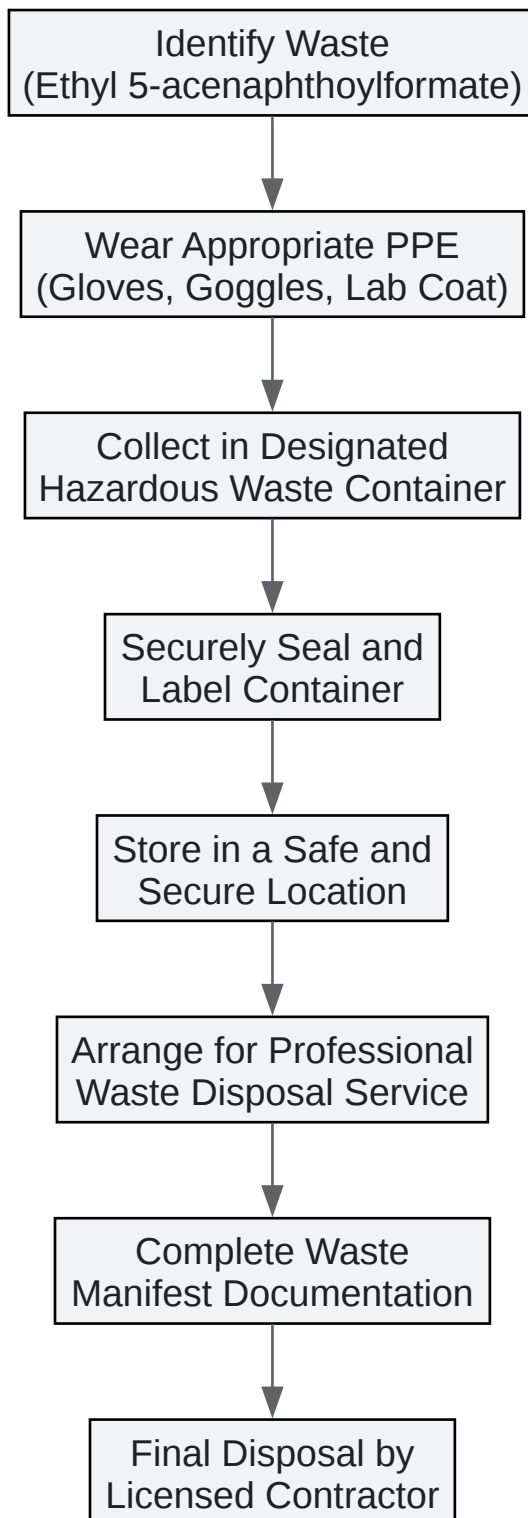 Identify Waste
(Ethyl 5-acenaphthoylformate)
Wear Appropriate PPE
(Gloves, Goggles, Lab Coat)
Collect in Designated
Hazardous Waste Container
Securely Seal and
Label Container
Store in a Safe and
Secure Location
Arrange for Professional
Waste Disposal Service
Complete Waste
Manifest Documentation
Final Disposal by
Licensed Contractor